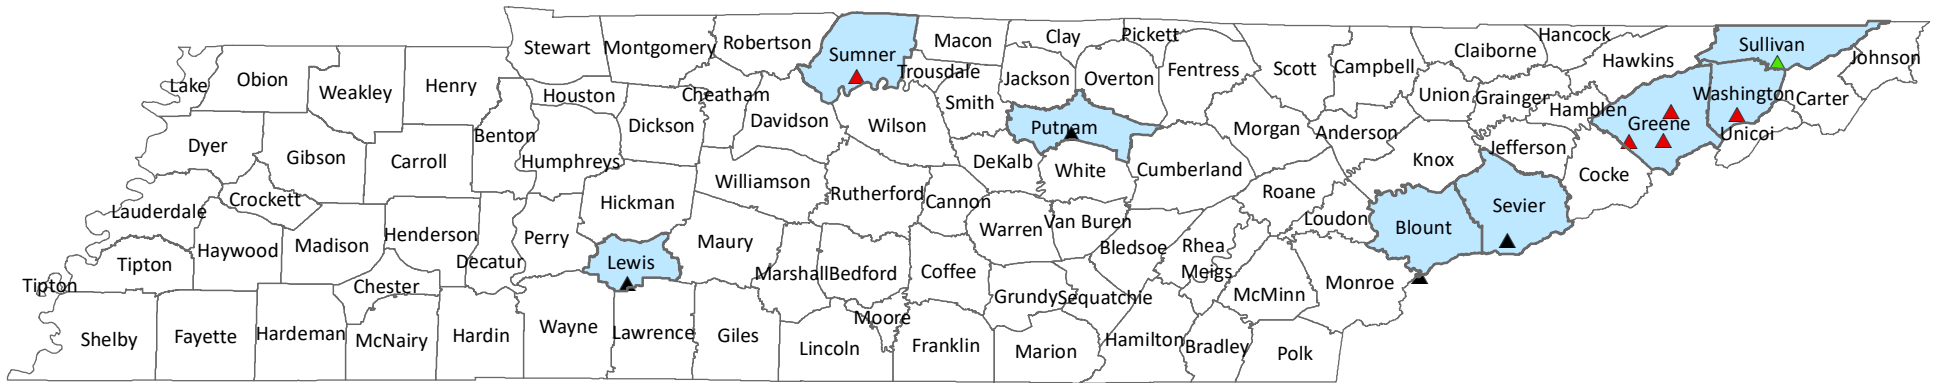 Stewart
Montgomery
Robertson
Sumner
Macon
Clay
Pickett
Hancock
Sullivan
Johnson
Lake
Obion
Weakley
Henry
Houston
Cheatham
Trousdale
Jackson
Overton
Fentress
Scott
Campbell
Claiborne
Hawkins
Union
Grainger
Hamblen
Washington
Carter
Dyer
Gibson
Carroll
Benton
Humphreys
Dickson
Davidson
Wilson
Smith
Putnam
DeKalb
White
Cumberland
Morgan
Anderson
Knox
Jefferson
Greene
Unicoi
Cocke
Lauderdale
Crockett
Haywood
Madison
Henderson
Decatur
Perry
Hickman
Williamson
Rutherford
Cannon
Warren
Van Buren
Bledsoe
Rhea
Roane
Loudon
Blount
Sevier
Tipton
Tipton
Chester
Lewis
Maury
Marshall
Bedford
Coffee
Grundy
Sequatchie
Meigs
McMinn
Monroe
Shelby
Fayette
Hardeman
McNairy
Hardin
Wayne
Lawrence
Giles
Lincoln
Moore
Franklin
Marion
Hamilton
Bradley
Polk